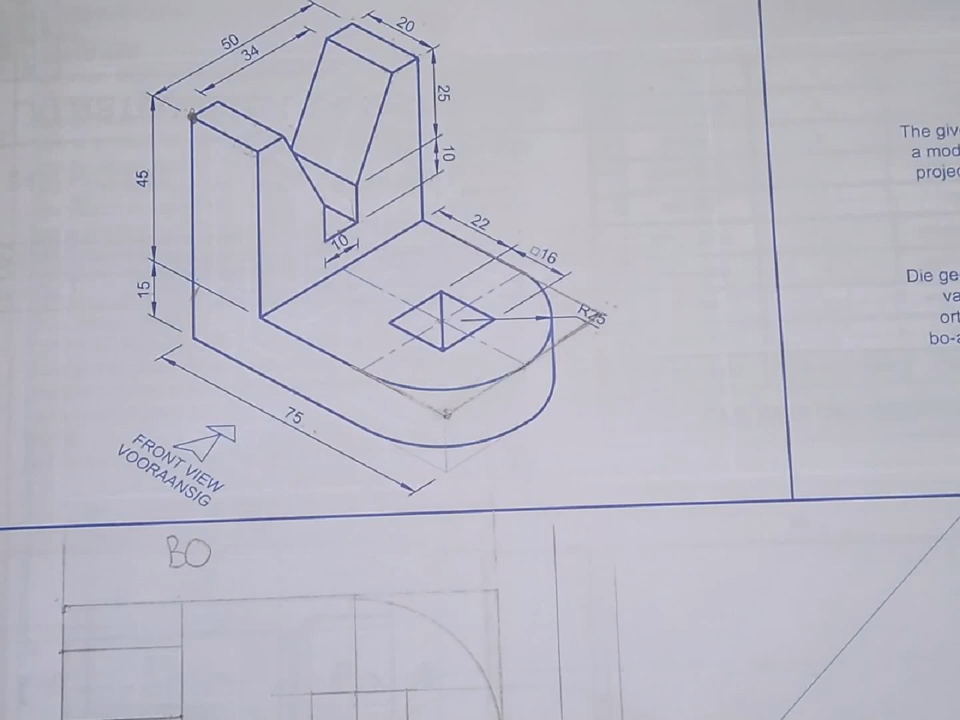 20
50
34
25
10
45
22
□16
10
15
R25
75
FRONT VIEW
VOORAANSIG
The giv
a mod
projec
Die ge
va
ort
bo-a
BO